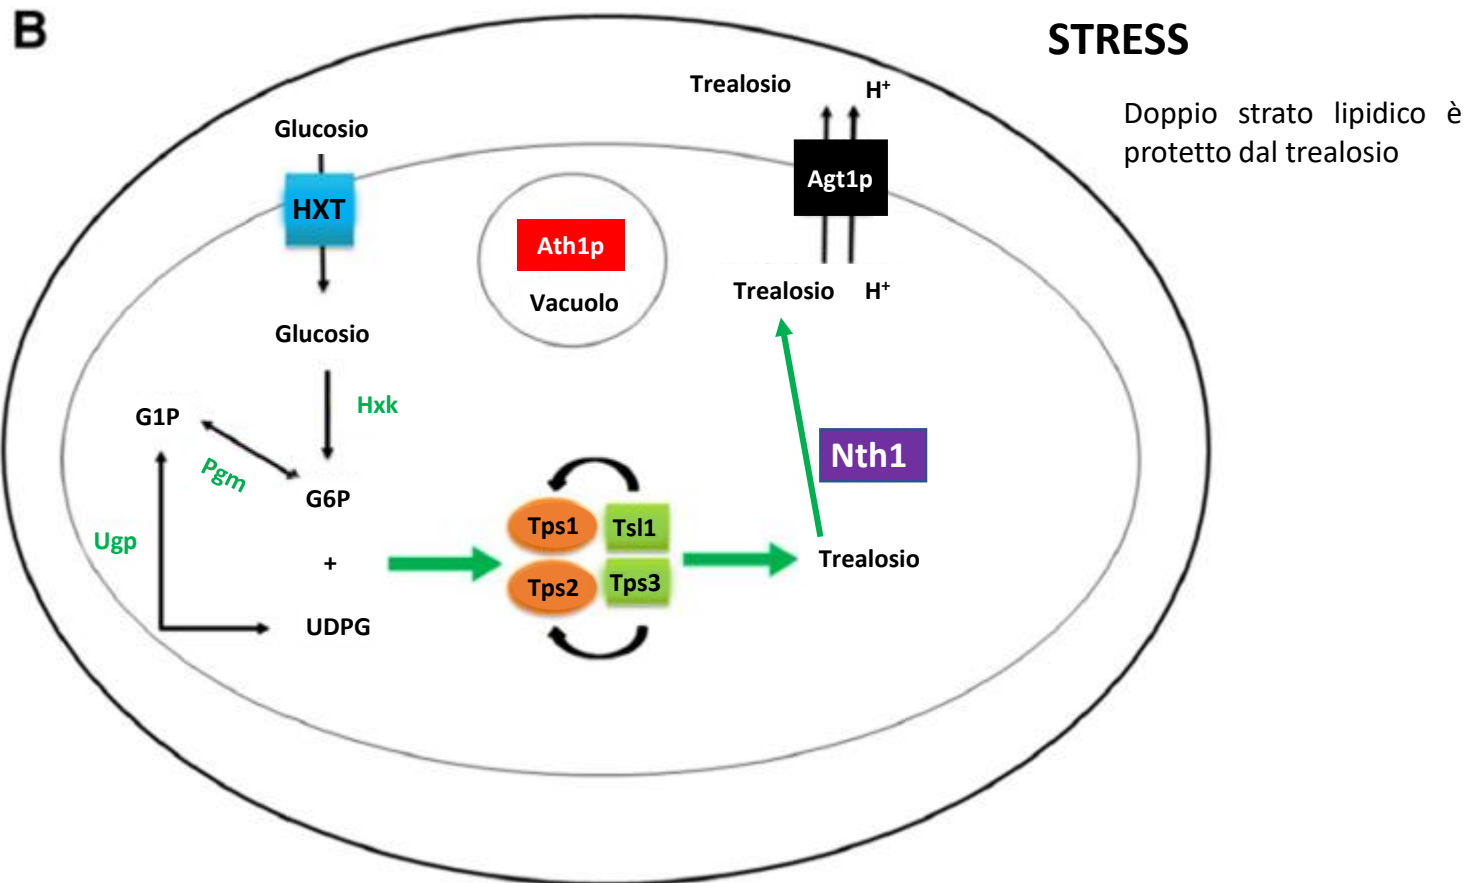 B
STRESS
Doppio strato lipidico è
protetto dal trealosio
Trealosio H⁺
Glucosio
HXT
Agt1p
Ath1p
Vacuolo
Trealosio H⁺
Glucosio
Hxk
G1P
Pgm
G6P
Nth1
Ugp
+
Tps1 Tsl1
Tps2 Tps3
Trealosio
UDPG